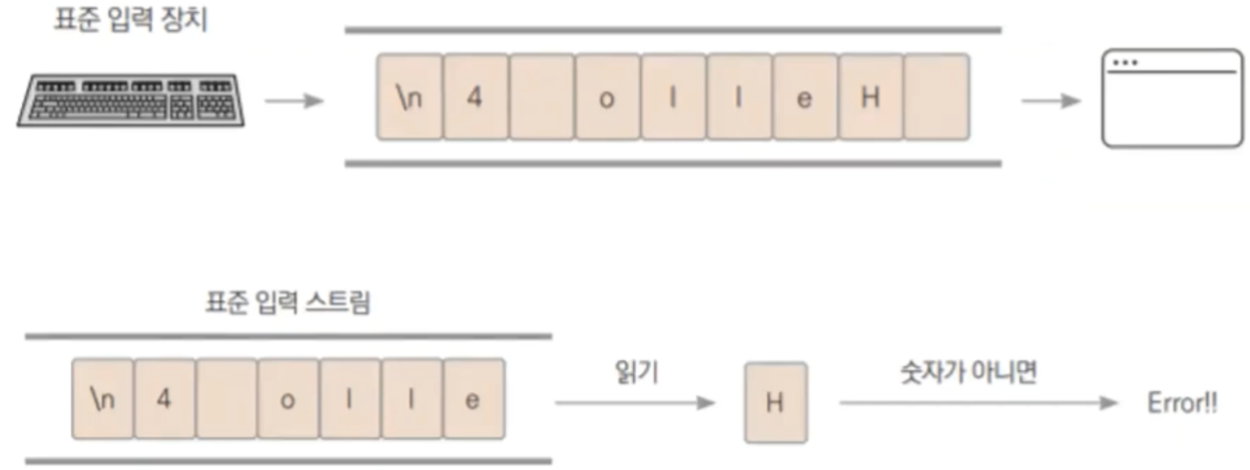 표준 입력 장치
\n 4 o l l e H
표준 입력 스트림
\n 4 o l l e
읽기
H
숫자가 아니면
Error!!